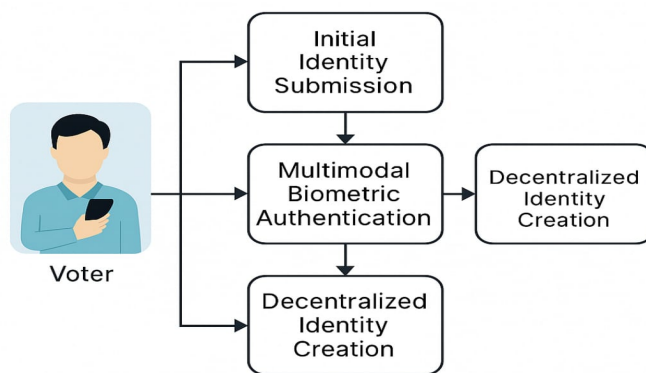 Initial
Identity
Submission
Multimodal
Biometric
Authentication
Decentralized
Identity
Creation
Voter
Decentralized
Identity
Creation